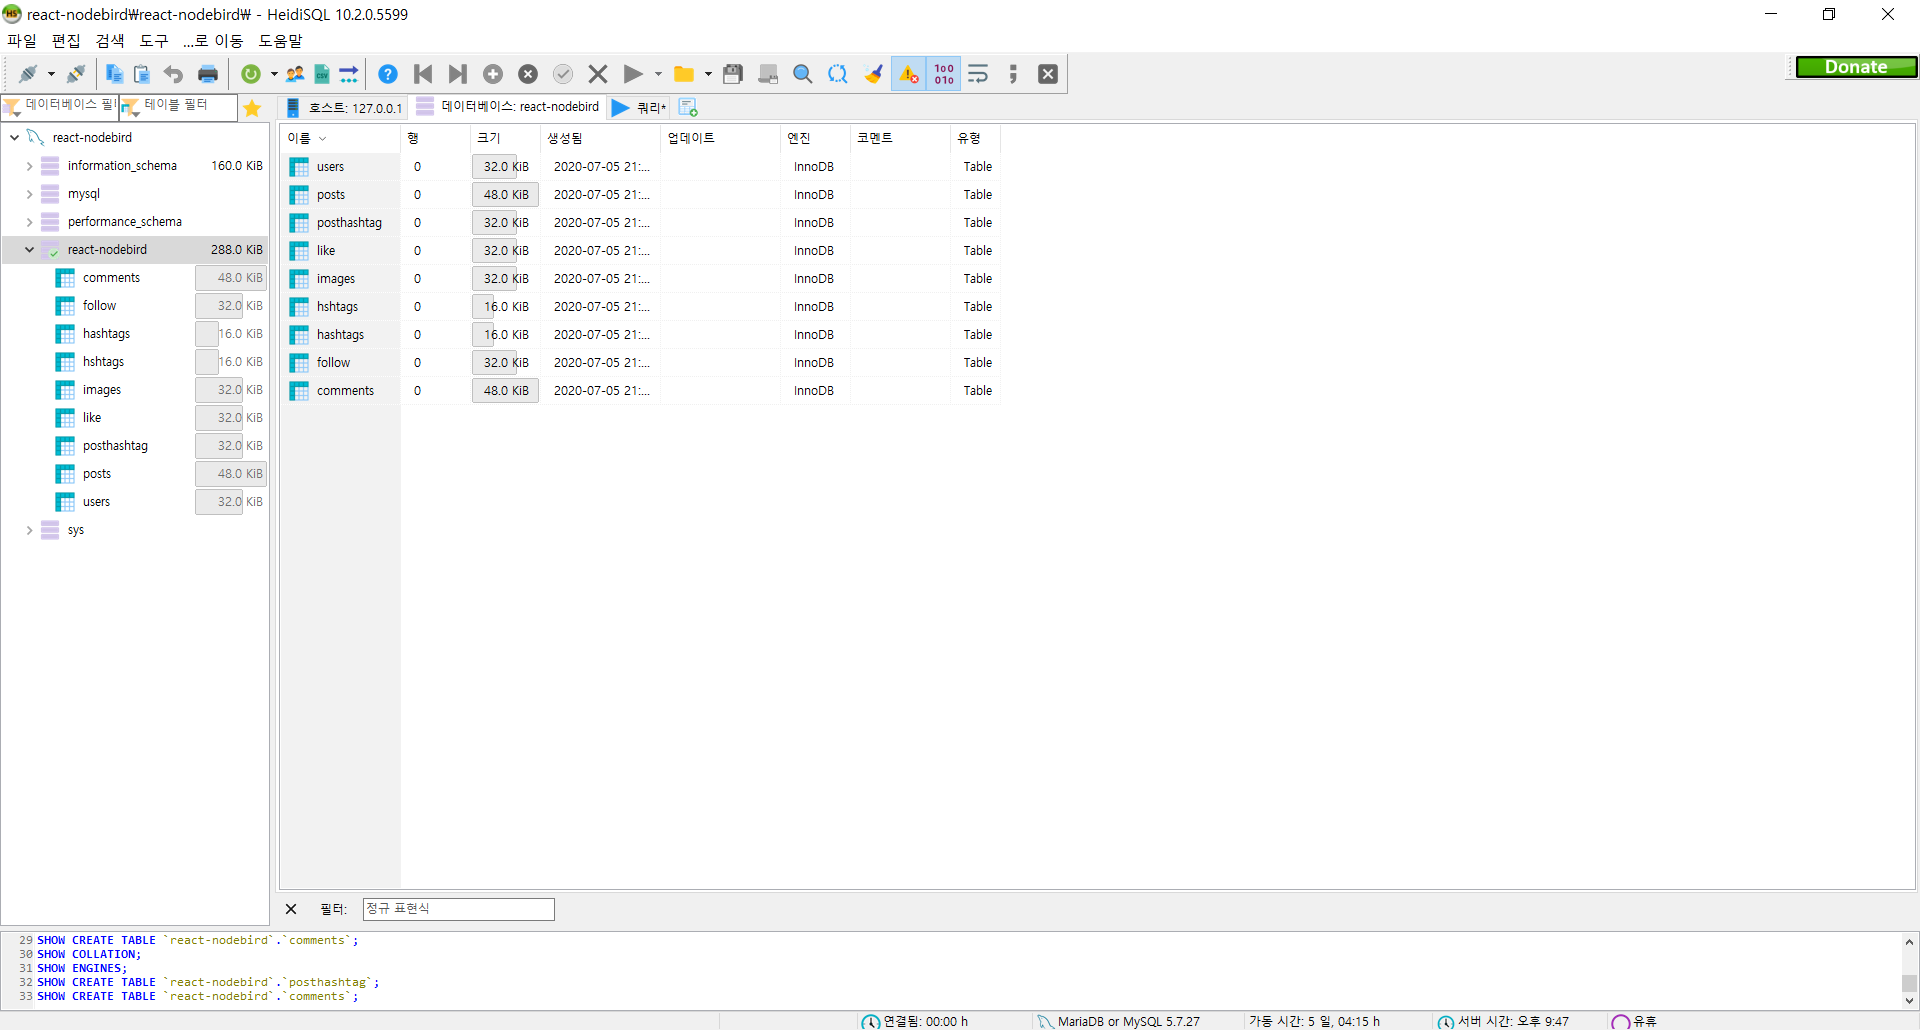 react-nodebird₩react-nodebird₩ - HeidiSQL 10.2.0.5599
파일 편집 검색 도구 ...로 이동 도움말
Donate
데이터베이스 필 테이블 필터
호스트: 127.0.0.1 데이터베이스: react-nodebird 쿼리*
react-nodebird
information_schema 160.0 KiB
mysql
performance_schema
react-nodebird 288.0 KiB
comments 48.0 KiB
follow 32.0 KiB
hashtags 16.0 KiB
hshtags 16.0 KiB
images 32.0 KiB
like 32.0 KiB
posthashtag 32.0 KiB
posts 48.0 KiB
users 32.0 KiB
sys
이름 행 크기 생성됨 업데이트 엔진 코멘트 유형
users 0 32.0 KiB 2020-07-05 21:... InnoDB Table
posts 0 48.0 KiB 2020-07-05 21:... InnoDB Table
posthashtag 0 32.0 KiB 2020-07-05 21:... InnoDB Table
like 0 32.0 KiB 2020-07-05 21:... InnoDB Table
images 0 32.0 KiB 2020-07-05 21:... InnoDB Table
hshtags 0 16.0 KiB 2020-07-05 21:... InnoDB Table
hashtags 0 16.0 KiB 2020-07-05 21:... InnoDB Table
follow 0 32.0 KiB 2020-07-05 21:... InnoDB Table
comments 0 48.0 KiB 2020-07-05 21:... InnoDB Table
필터: 정규 표현식
29 SHOW CREATE TABLE `react-nodebird`.`comments`;
30 SHOW COLLATION;
31 SHOW ENGINES;
32 SHOW CREATE TABLE `react-nodebird`.`posthashtag`;
33 SHOW CREATE TABLE `react-nodebird`.`comments`;
연결됨: 00:00 h MariaDB or MySQL 5.7.27 가동 시간: 5 일, 04:15 h 서버 시간: 오후 9:47 유휴